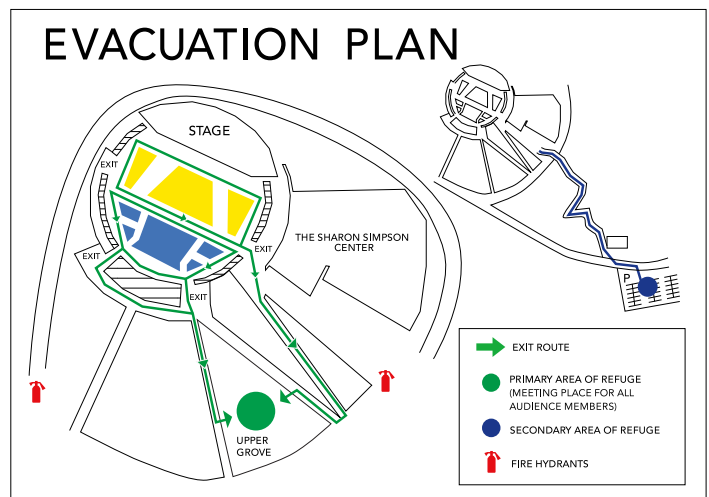 EVACUATION PLAN
STAGE
EXIT
THE SHARON SIMPSON
CENTER
EXIT
EXIT
EXIT
UPPER
GROVE
P
EXIT ROUTE
PRIMARY AREA OF REFUGE
(MEETING PLACE FOR ALL
AUDIENCE MEMBERS)
SECONDARY AREA OF REFUGE
FIRE HYDRANTS